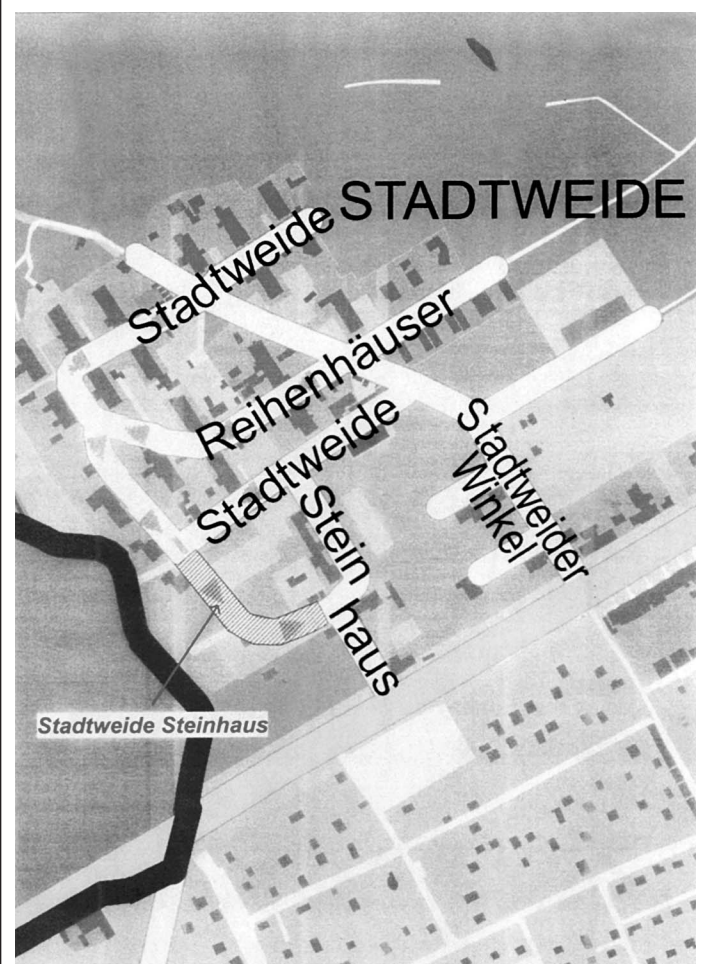 STADTWEIDE
Stadtweide
Reihenhäuser
Stadtweide
Stadtweider
Winkel
Stein
haus
Stadtweide Steinhaus